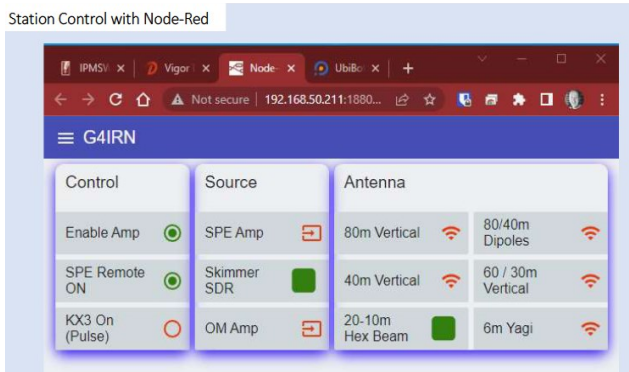 Station Control with Node-Red
IPMSV Vigor Node- UbiBo
Not secure 192.168.50.211:1880...
G4IRN
Control Source Antenna
Enable Amp SPE Amp 80m Vertical 80/40m
Dipoles
SPE Remote
ON
Skimmer
SDR
40m Vertical
60 / 30m
Vertical
KX3 On
(Pulse)
OM Amp
20-10m
Hex Beam
6m Yagi